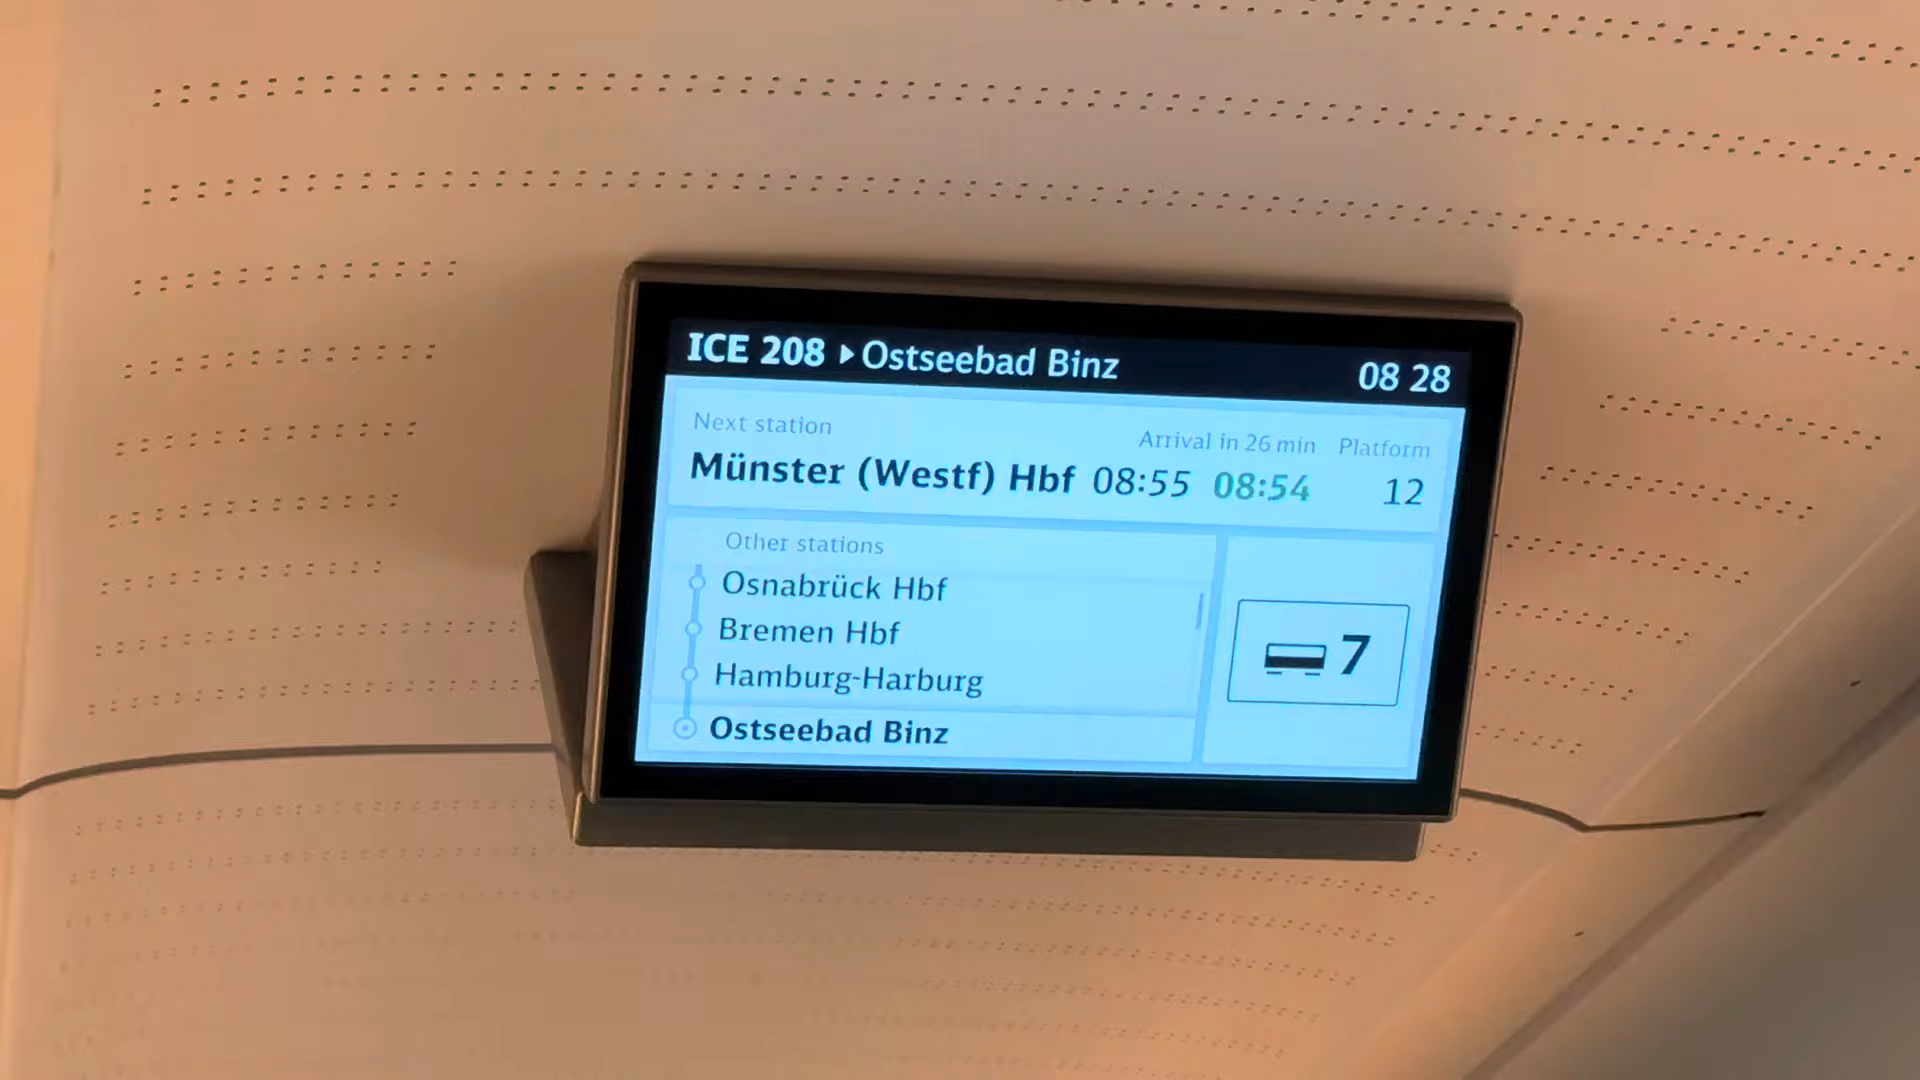 ICE 208 ▸ Ostseebad Binz 08 28
Next station Arrival in 26 min Platform
Münster (Westf) Hbf 08:55 08:54 12
Other stations
Osnabrück Hbf
Bremen Hbf
Hamburg-Harburg
Ostseebad Binz
7